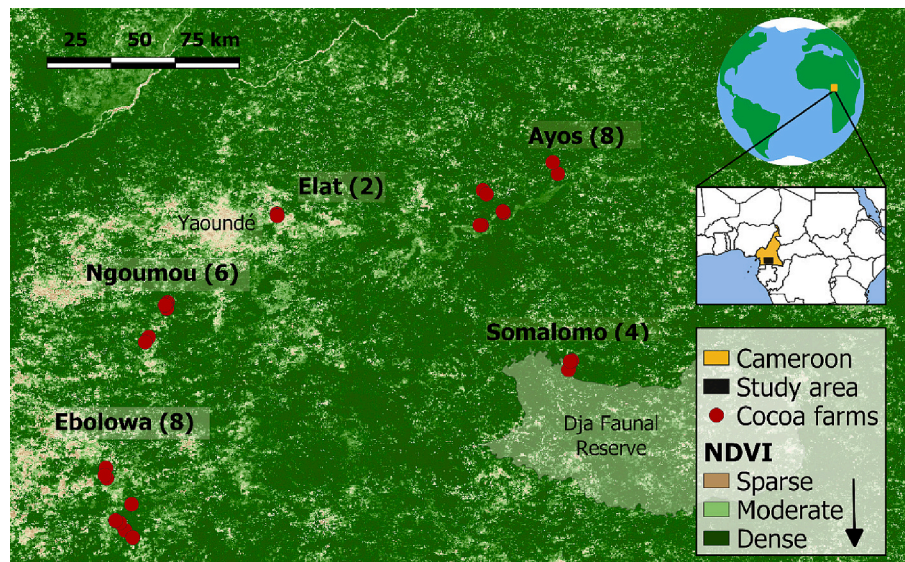 25 50 75 km
Ayos (8)
Elat (2)
Yaoundé
Ngoumou (6)
Somalomo (4)
Ebolowa (8)
Dja Faunal
Reserve
Cameroon
Study area
Cocoa farms
NDVI
Sparse
Moderate
Dense